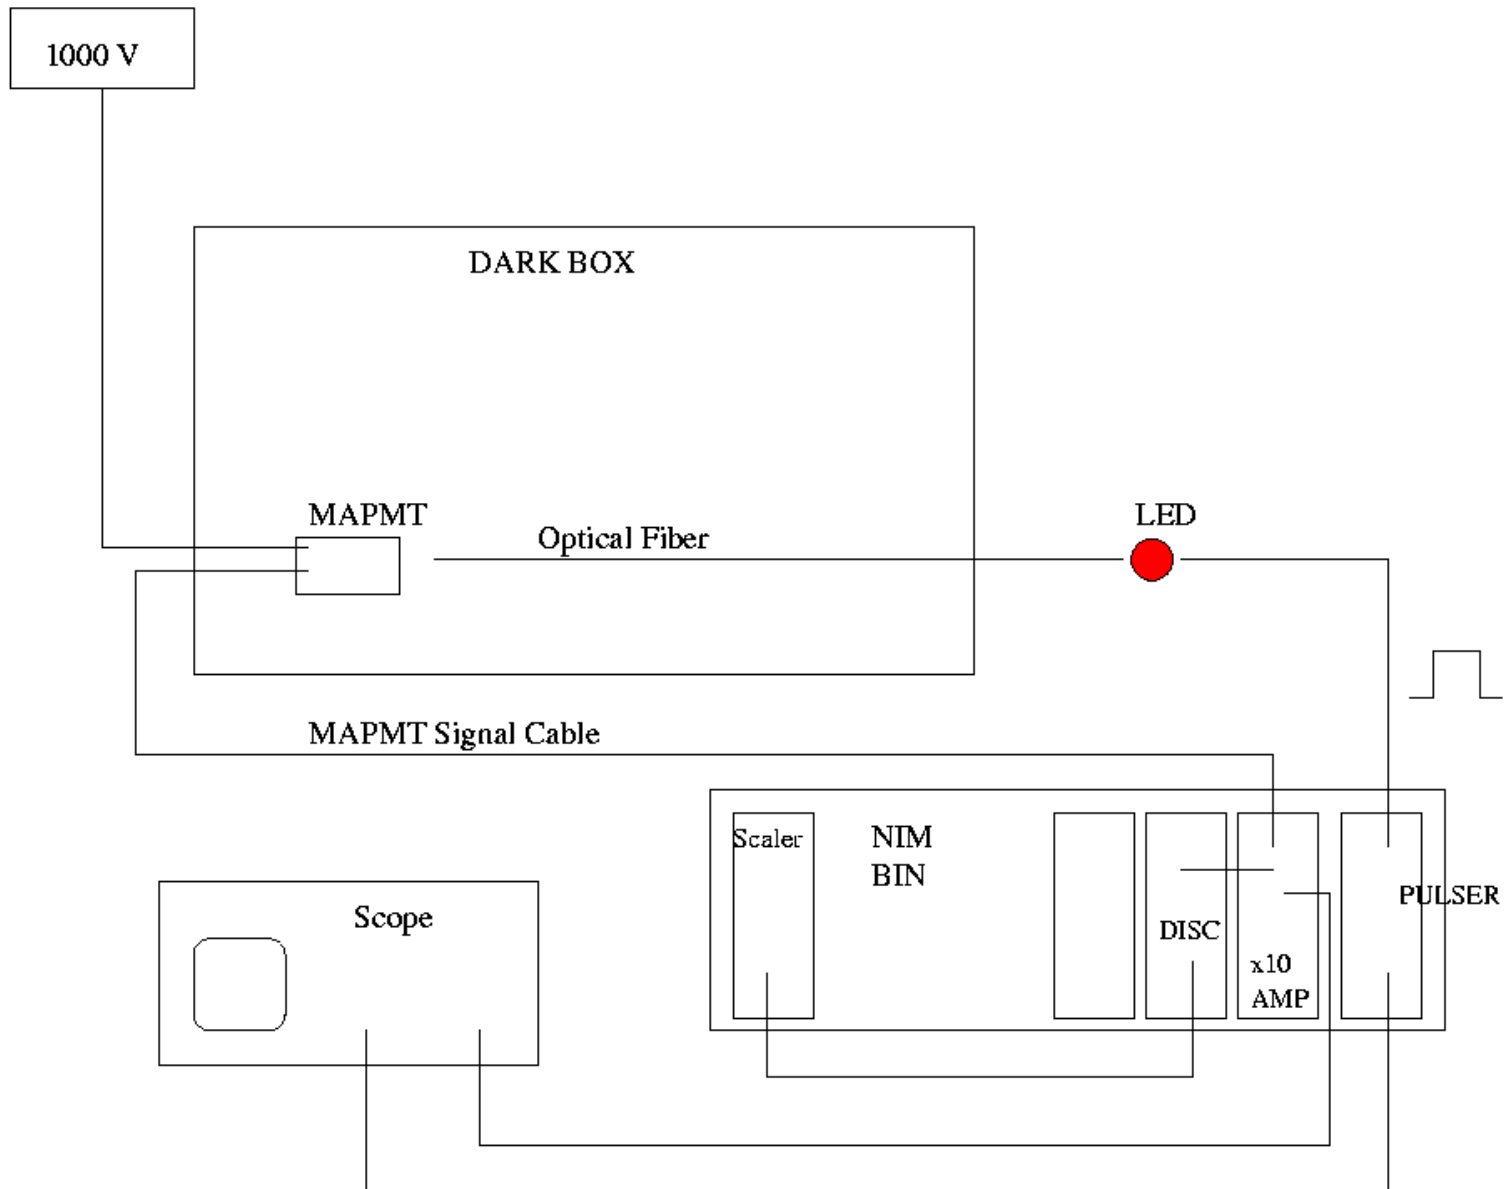 1000 V
DARK BOX
MAPMT
Optical Fiber
LED
MAPMT Signal Cable
Scaler
NIM
BIN
PULSER
Scope
DISC
x10
AMP